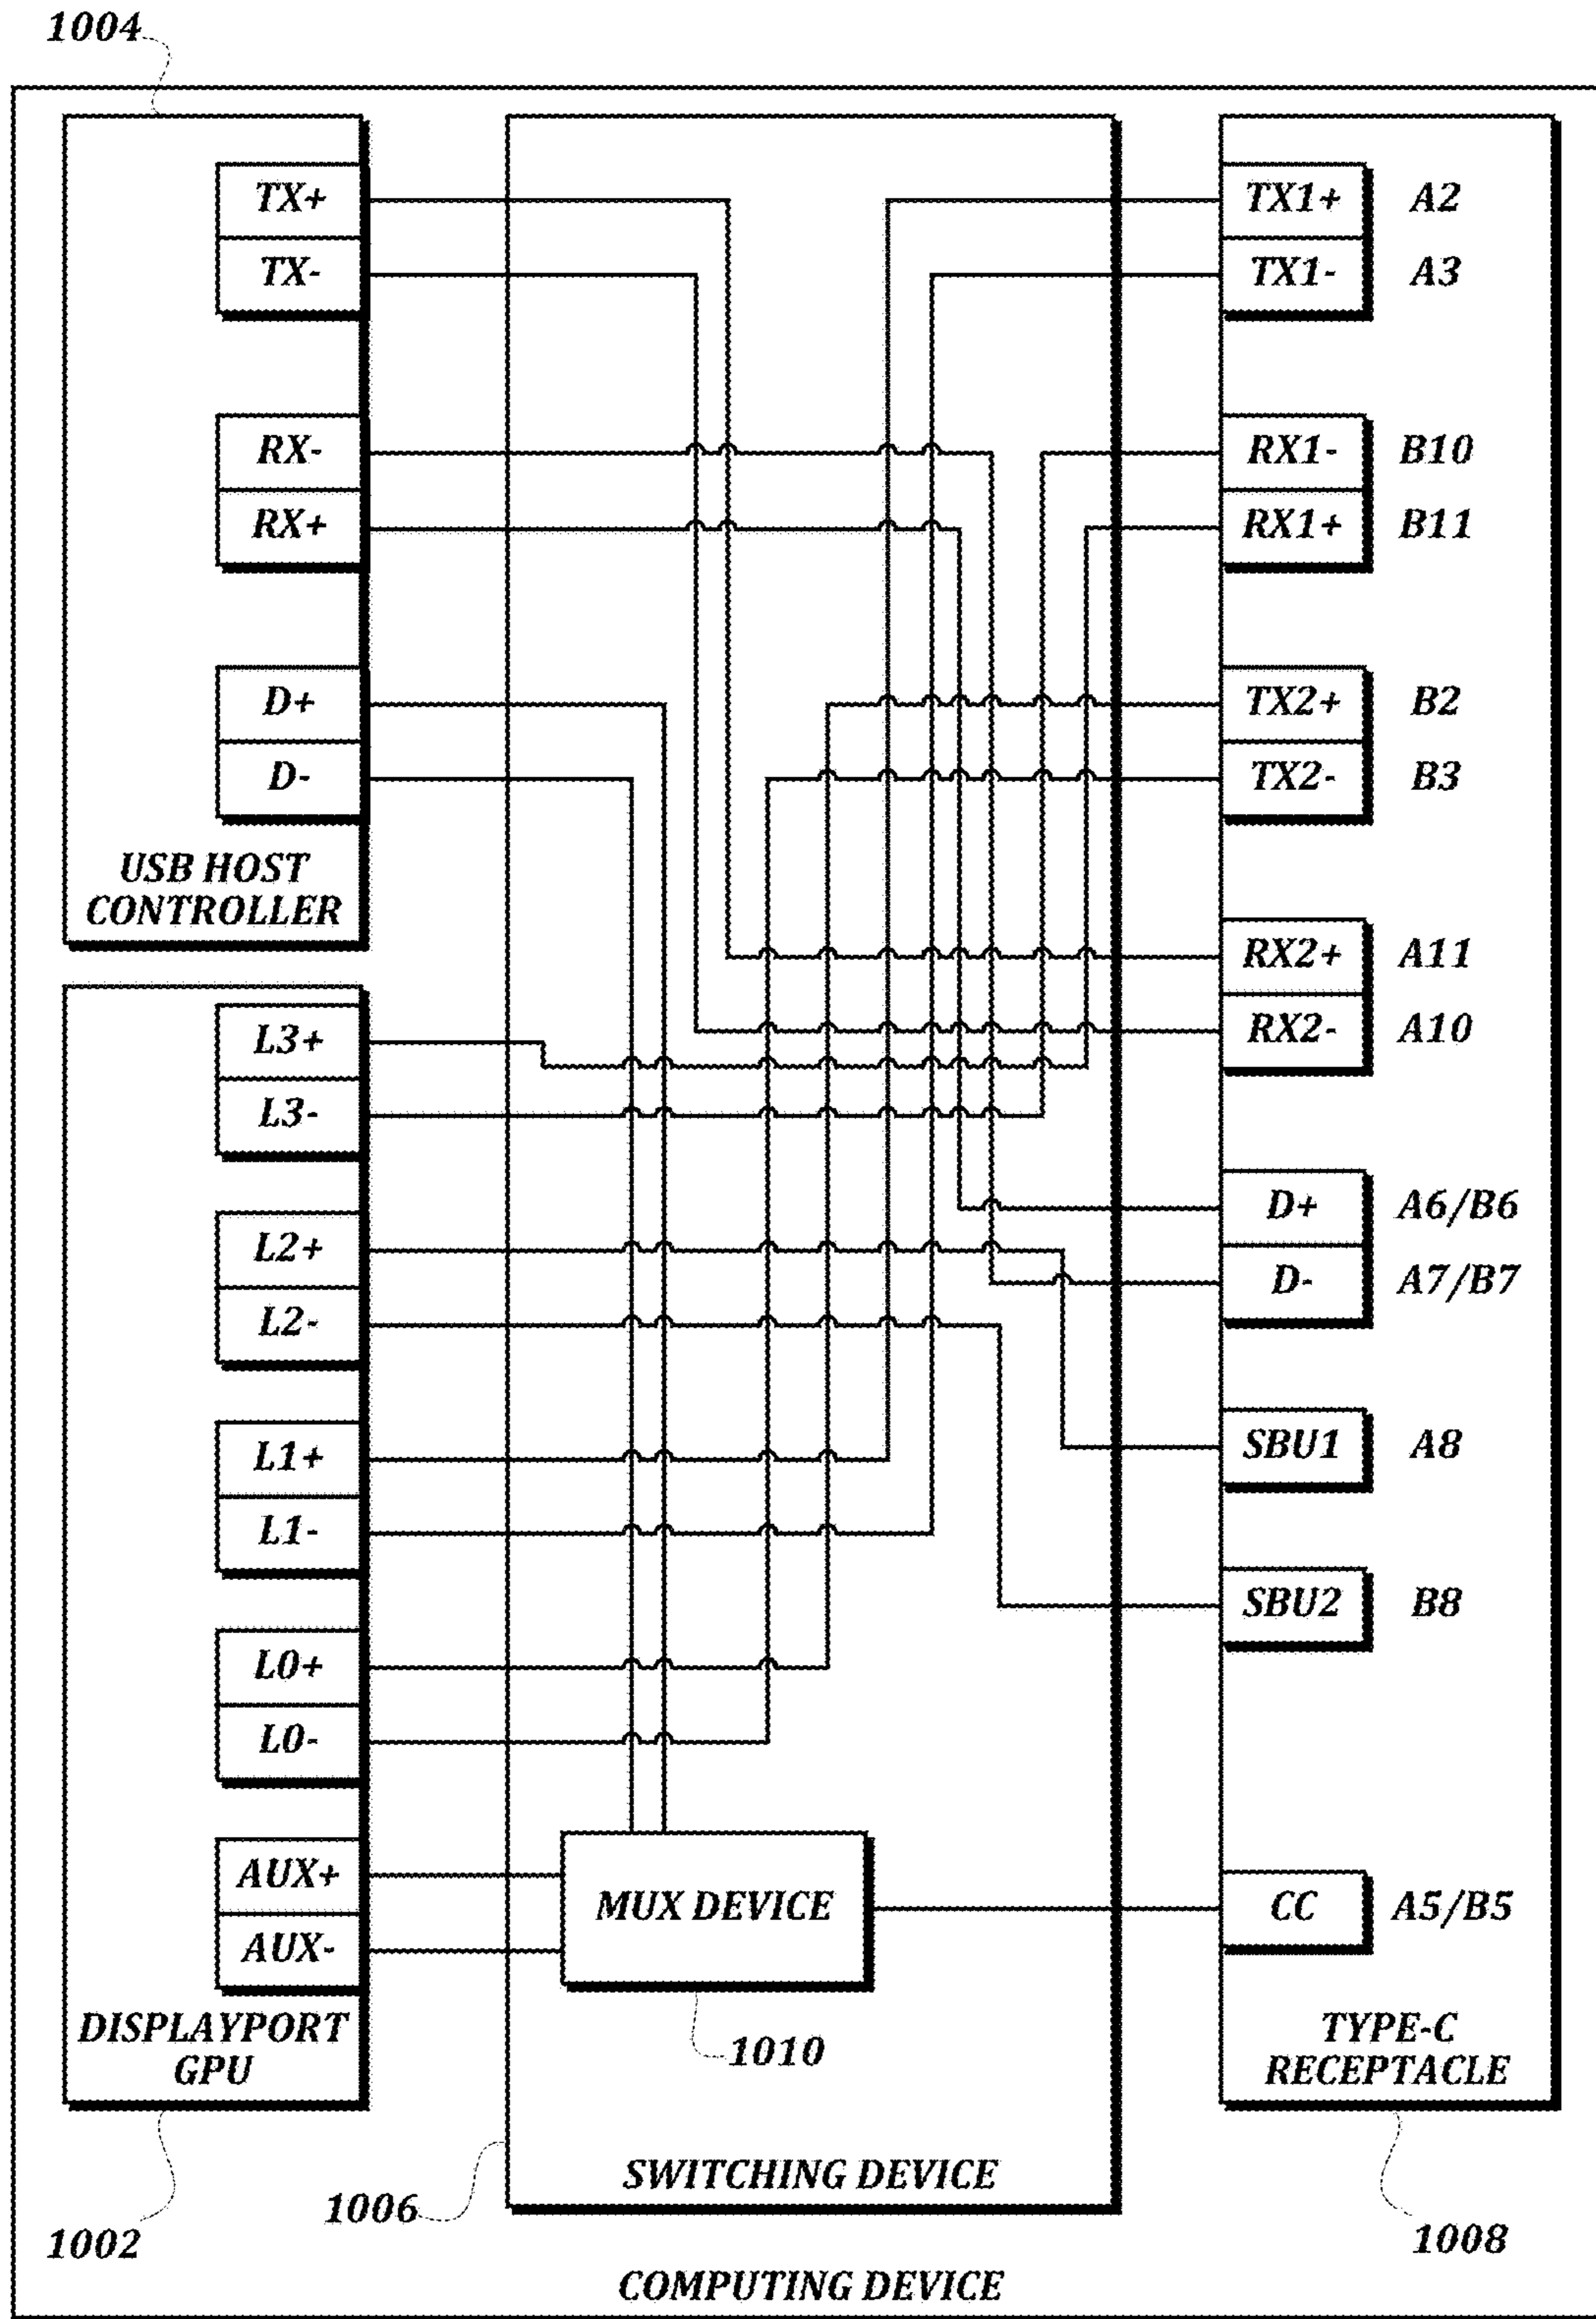 1004
TX+
TX-
RX-
RX+
D+
D-
USB HOST
CONTROLLER
L3+
L3-
L2+
L2-
L1+
L1-
L0+
L0-
AUX+
AUX-
DISPLAYPORT
GPU
1002
MUX DEVICE
1010
SWITCHING DEVICE
1006
TX1+ A2
TX1- A3
RX1- B10
RX1+ B11
TX2+ B2
TX2- B3
RX2+ A11
RX2- A10
D+ A6/B6
D- A7/B7
SBU1 A8
SBU2 B8
CC A5/B5
TYPE-C
RECEPTACLE
1008
COMPUTING DEVICE